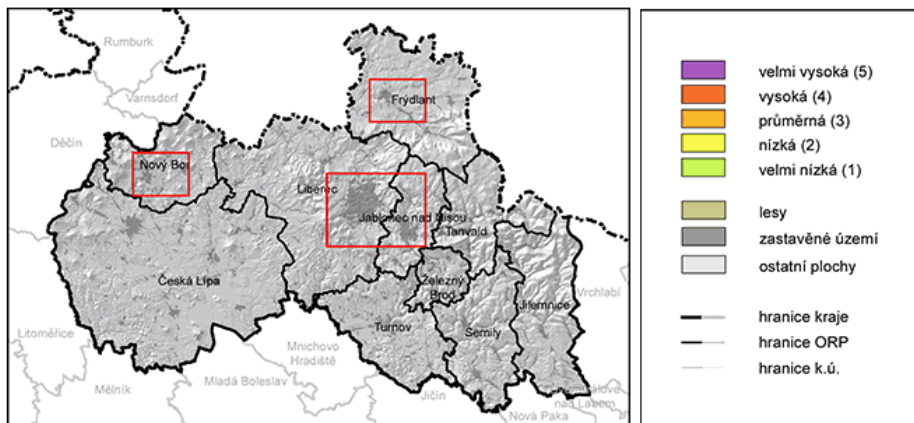 Rumburk
Varnsdorf
Děčín
Frýdlant
Nový Bor
Liberec
Jablonec nad Nisou
Tanvald
Česká Lípa
Železný
Brod
Jilemnice
Vrchlabí
Turnov
Semily
Litoměřice
Mnichovo
Hradiště
Mělník
Mladá Boleslav
Jičín
nad Labem
Nová Paka
velmi vysoká (5)
vysoká (4)
průměrná (3)
nízká (2)
velmi nízká (1)
lesy
zastavěné území
ostatní plochy
hranice kraje
hranice ORP
hranice k.ú.